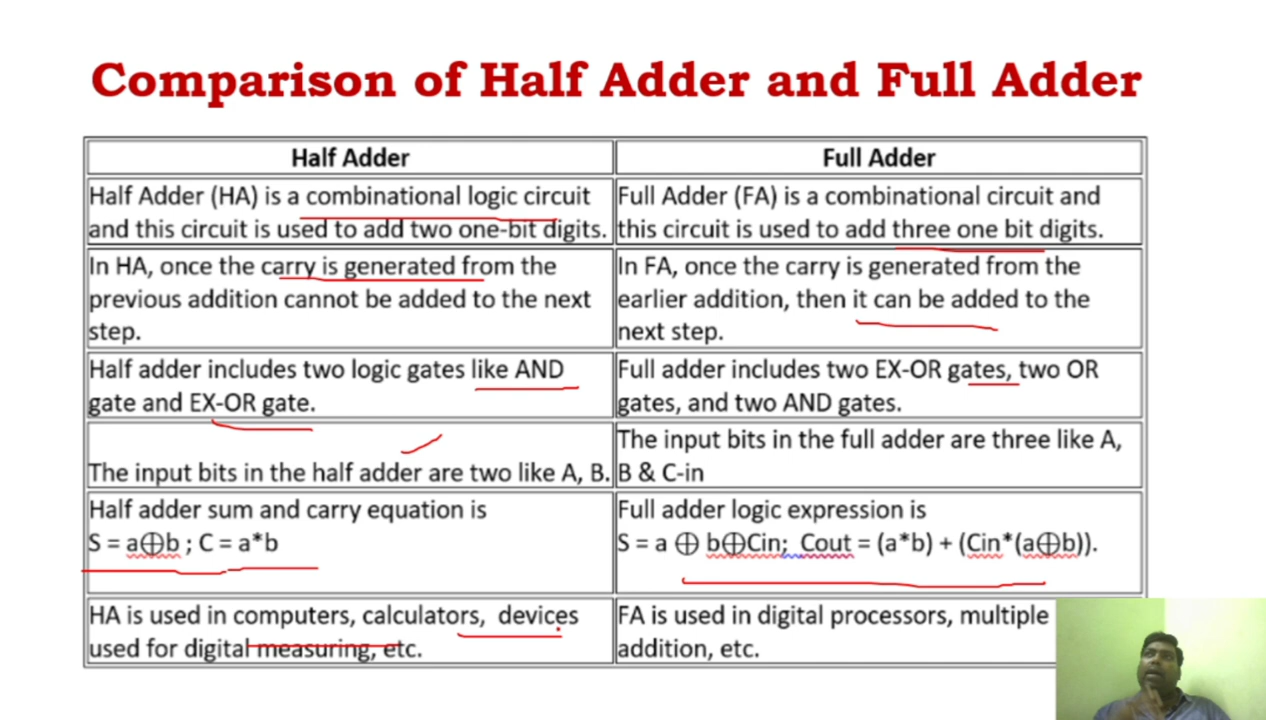 Comparison of Half Adder and Full Adder
Half Adder
Full Adder
Half Adder (HA) is a combinational logic circuit
and this circuit is used to add two one-bit digits.
Full Adder (FA) is a combinational circuit and
this circuit is used to add three one bit digits.
In HA, once the carry is generated from the
previous addition cannot be added to the next
step.
In FA, once the carry is generated from the
earlier addition, then it can be added to the
next step.
Half adder includes two logic gates like AND
gate and EX-OR gate.
Full adder includes two EX-OR gates, two OR
gates, and two AND gates.
The input bits in the half adder are two like A, B.
The input bits in the full adder are three like A,
B & C-in
Half adder sum and carry equation is
S = a⨁b ; C = a*b
Full adder logic expression is
S = a ⨁ b⨁Cin; Cout = (a*b) + (Cin*(a⨁b)).
HA is used in computers, calculators, devices
used for digital measuring, etc.
FA is used in digital processors, multiple
addition, etc.